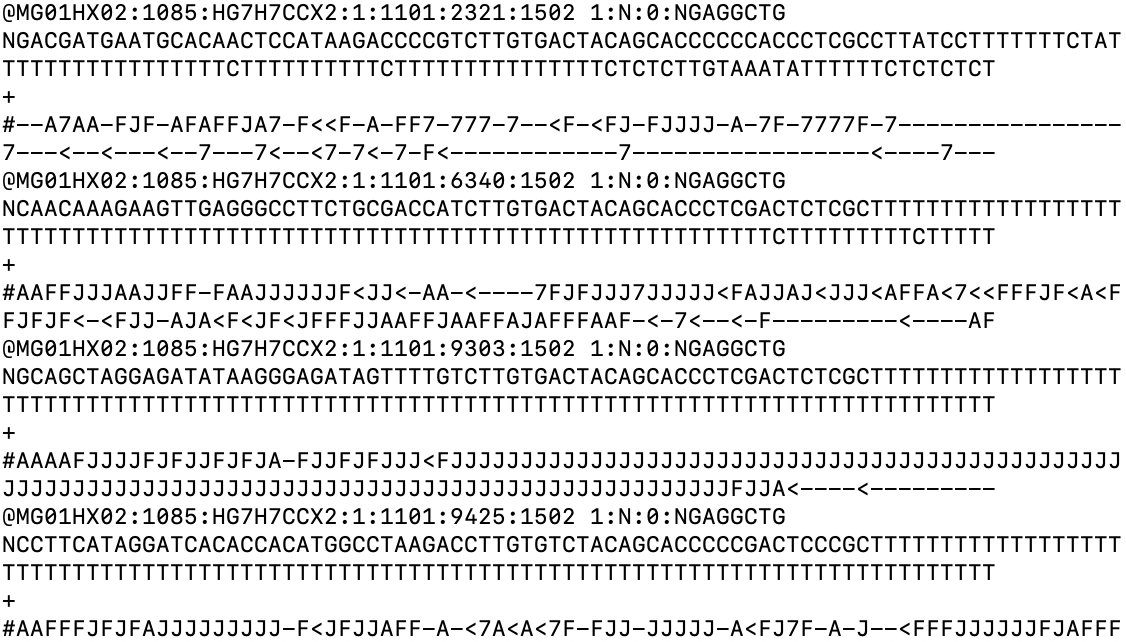 @MG01HX02:1085:HG7H7CCX2:1:1101:2321:1502 1:N:0:NGAGGCTG
NGACGATGAATGCACAACTCCATAAGACCCCGTCTTGTGACTACAGCACCCCCCACCCTCGCCTTATCCTTTTTTTCTAT
TTTTTTTTTTTTTTTTCTTTTTTTTTTCTTTTTTTTTTTTTTTCTCTCTTGTAAATATTTTTTCTCTCTCT
+
#--A7AA-FJF-AFAFFJA7-F<<F-A-FF7-777-7--<F-<FJ-FJJJJ-A-7F-7777F-7----------------
7---<--<---<--7---7<--<7-7<-7-F<------------7-----------------<----7---
@MG01HX02:1085:HG7H7CCX2:1:1101:6340:1502 1:N:0:NGAGGCTG
NCAACAAAGAAGTTGAGGGCCTTCTGCGACCATCTTGTGACTACAGCACCCTCGACTCTCGCTTTTTTTTTTTTTTTTTT
TTTTTTTTTTTTTTTTTTTTTTTTTTTTTTTTTTTTTTTTTTTTTTTTTTTTTTTCTTTTTTTTTCTTTTT
+
#AAFFJJJAAJJFF-FAAJJJJJJF<JJ<-AA-<----7FJFJJJ7JJJJJ<FAJJAJ<JJJ<AFFA<7<<FFFJF<A<F
FJFJF<-<FJJ-AJA<F<JF<JFFFJJAAFFJAAFFAJAFFFAAF-<-7<--<-F---------<----AF
@MG01HX02:1085:HG7H7CCX2:1:1101:9303:1502 1:N:0:NGAGGCTG
NGCAGCTAGGAGATATAAGGGAGATAGTTTTGTCTTGTGACTACAGCACCCTCGACTCTCGCTTTTTTTTTTTTTTTTTT
TTTTTTTTTTTTTTTTTTTTTTTTTTTTTTTTTTTTTTTTTTTTTTTTTTTTTTTTTTTTTTTTTTTTTTT
+
#AAAAFJJJJFJFJJFJFJA-FJJFJFJJJ<FJJJJJJJJJJJJJJJJJJJJJJJJJJJJJJJJJJJJJJJJJJJJJJJJ
JJJJJJJJJJJJJJJJJJJJJJJJJJJJJJJJJJJJJJJJJJJJJJJJJJJJFJJA<----<---------
@MG01HX02:1085:HG7H7CCX2:1:1101:9425:1502 1:N:0:NGAGGCTG
NCCTTCATAGGATCACACCACATGGCCTAAGACCTTGTGTCTACAGCACCCCCGACTCCCGCTTTTTTTTTTTTTTTTTT
TTTTTTTTTTTTTTTTTTTTTTTTTTTTTTTTTTTTTTTTTTTTTTTTTTTTTTTTTTTTTTTTTTTTTTT
+
#AAFFFJFJFAJJJJJJJJJ-F<JFJJAFF-A-<7A<A<7F-FJJ-JJJJJ-A<FJ7F-A-J--<FFFJJJJJJFJAFFF